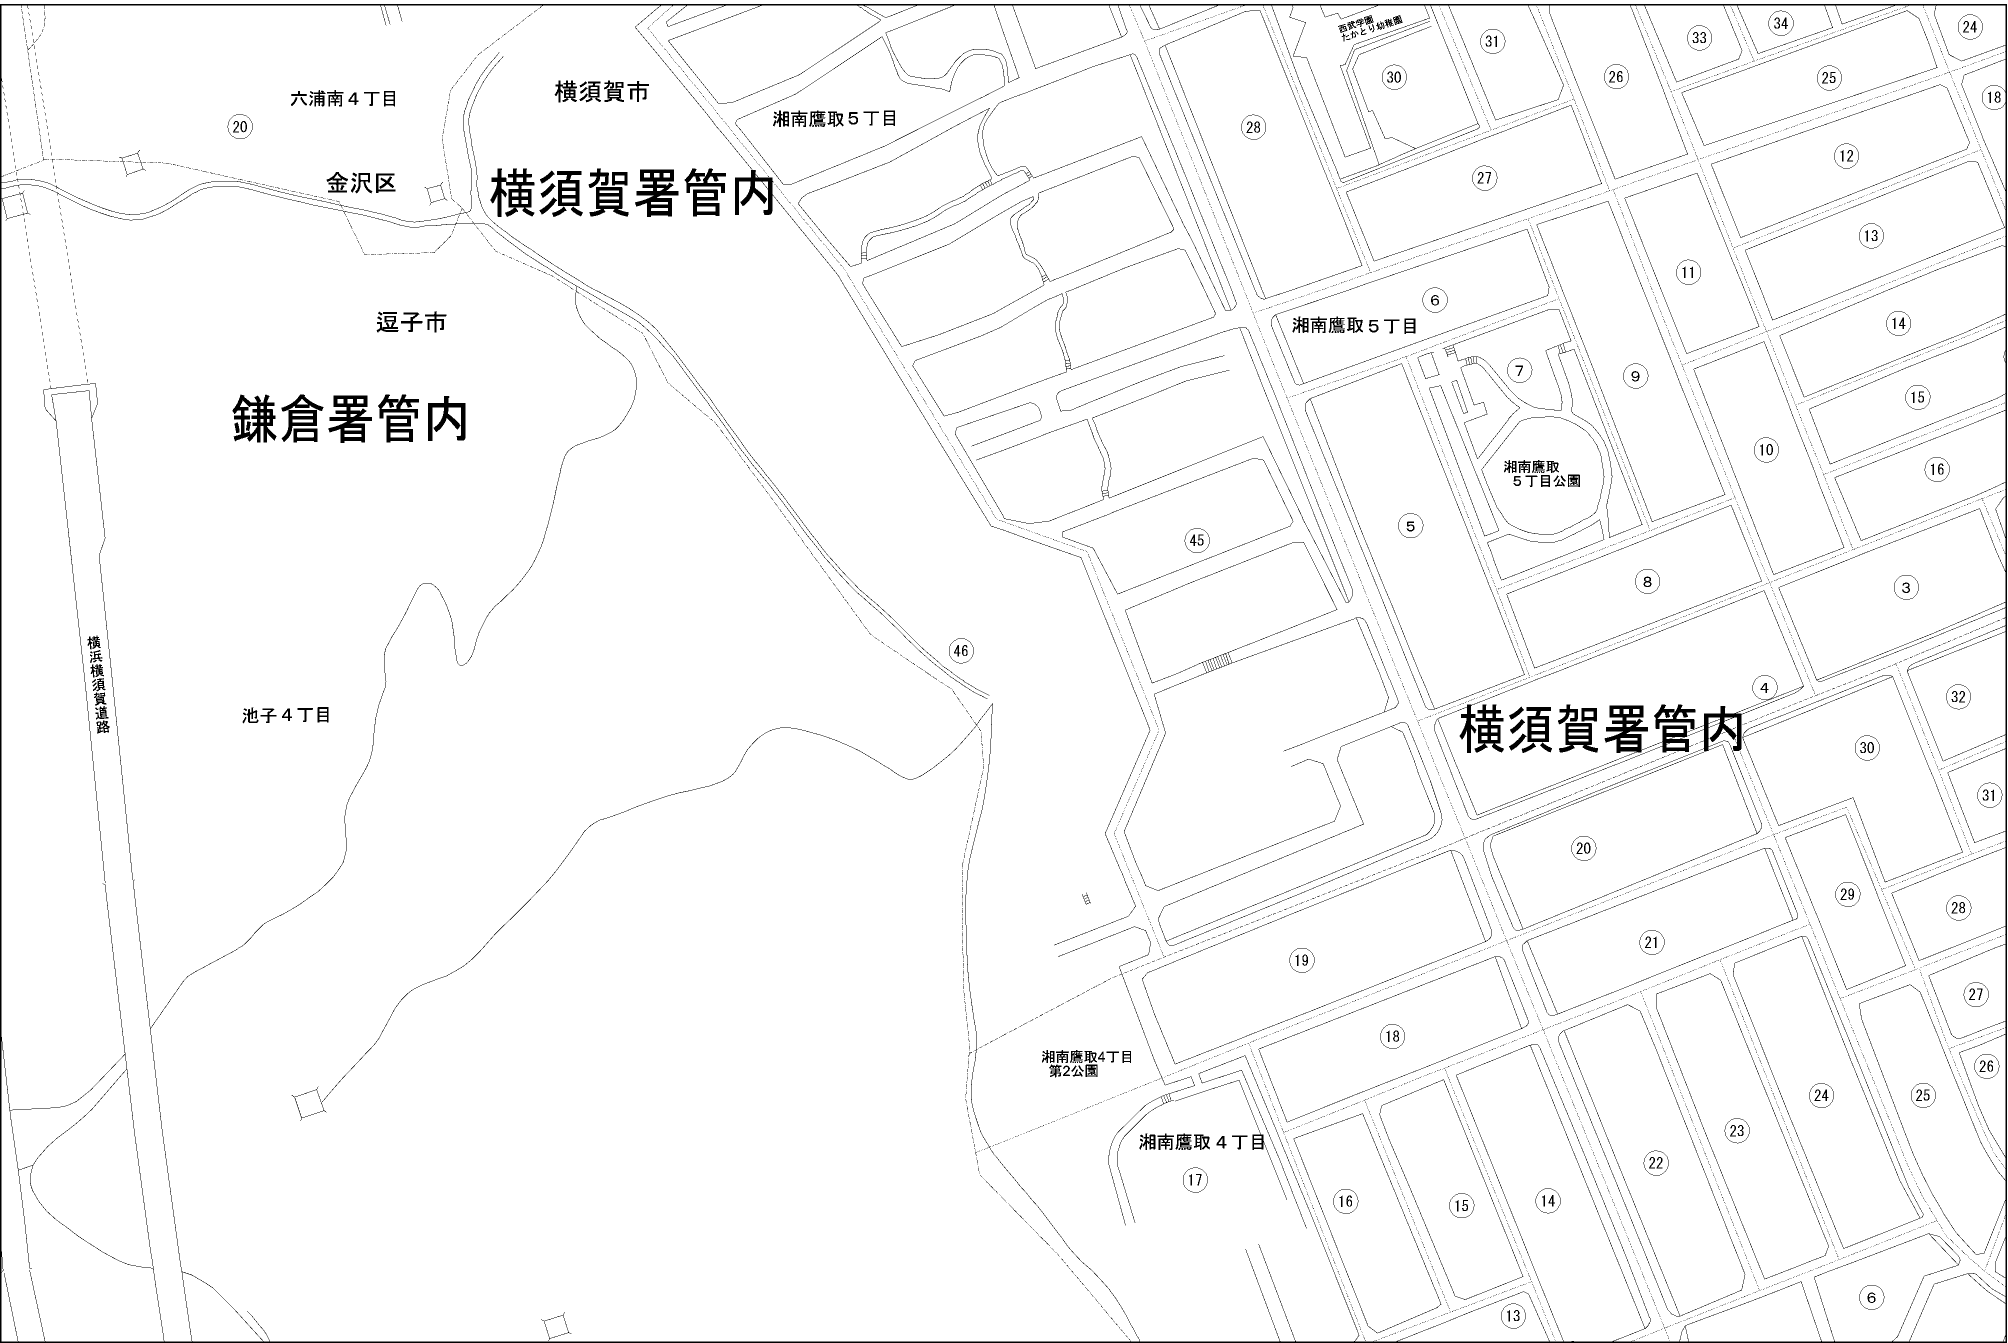 西武学園
たかとり幼稚園
34
24
31
33
30
26
25
18
六浦南４丁目
横須賀市
20
湘南鷹取５丁目
28
12
金沢区
横須賀署管内
27
13
11
6
14
逗子市
湘南鷹取５丁目
7
9
15
鎌倉署管内
10
湘南鷹取
５丁目公園
16
5
45
8
3
46
横浜横須賀道路
池子４丁目
4
32
横須賀署管内
30
31
20
29
28
21
19
27
18
湘南鷹取4丁目
第2公園
26
24
25
23
湘南鷹取４丁目
22
17
16
15
14
13
6